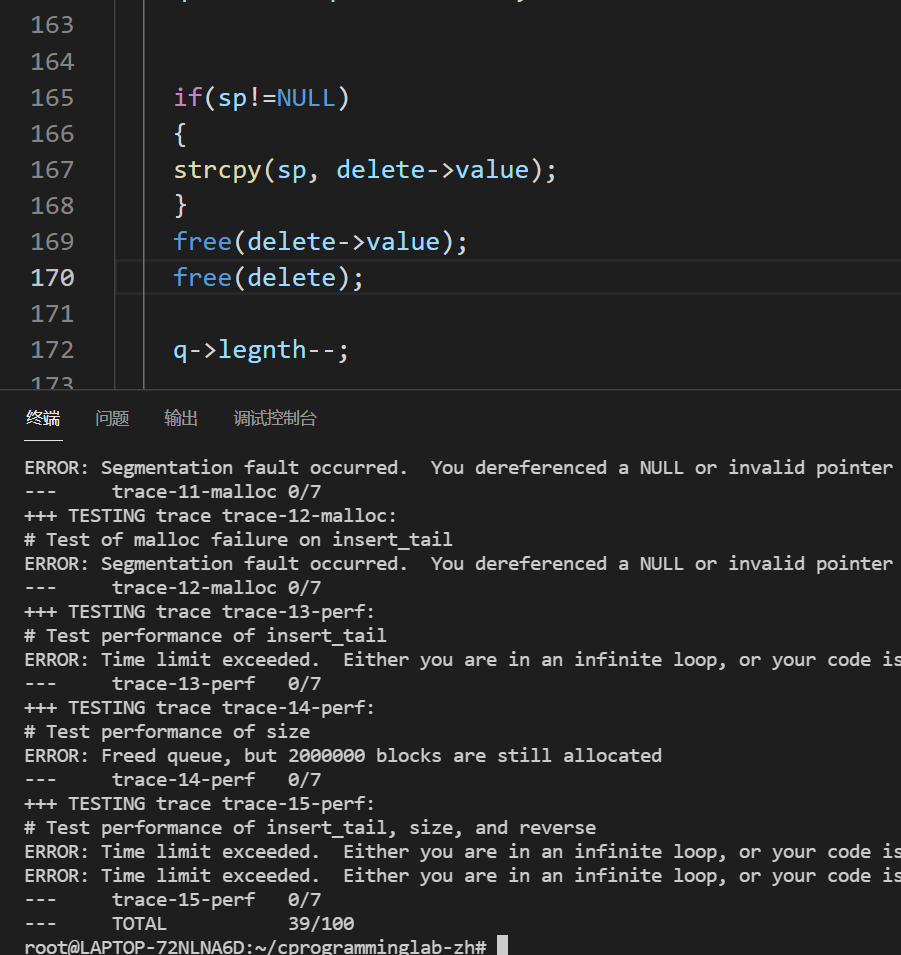 163
164
165 if(sp!=NULL)
166 {
167 strcpy(sp, delete->value);
168 }
169 free(delete->value);
170 free(delete);
171
172 q->legnth--;
173
终端 问题 输出 调试控制台
ERROR: Segmentation fault occurred.  You dereferenced a NULL or invalid pointer
---     trace-11-malloc 0/7
+++ TESTING trace trace-12-malloc:
# Test of malloc failure on insert_tail
ERROR: Segmentation fault occurred.  You dereferenced a NULL or invalid pointer
---     trace-12-malloc 0/7
+++ TESTING trace trace-13-perf:
# Test performance of insert_tail
ERROR: Time limit exceeded.  Either you are in an infinite loop, or your code is
---     trace-13-perf   0/7
+++ TESTING trace trace-14-perf:
# Test performance of size
ERROR: Freed queue, but 2000000 blocks are still allocated
---     trace-14-perf   0/7
+++ TESTING trace trace-15-perf:
# Test performance of insert_tail, size, and reverse
ERROR: Time limit exceeded.  Either you are in an infinite loop, or your code is
ERROR: Time limit exceeded.  Either you are in an infinite loop, or your code is
---     trace-15-perf   0/7
---     TOTAL           39/100
root@LAPTOP-72NLNA6D:~/cprogramminglab-zh#